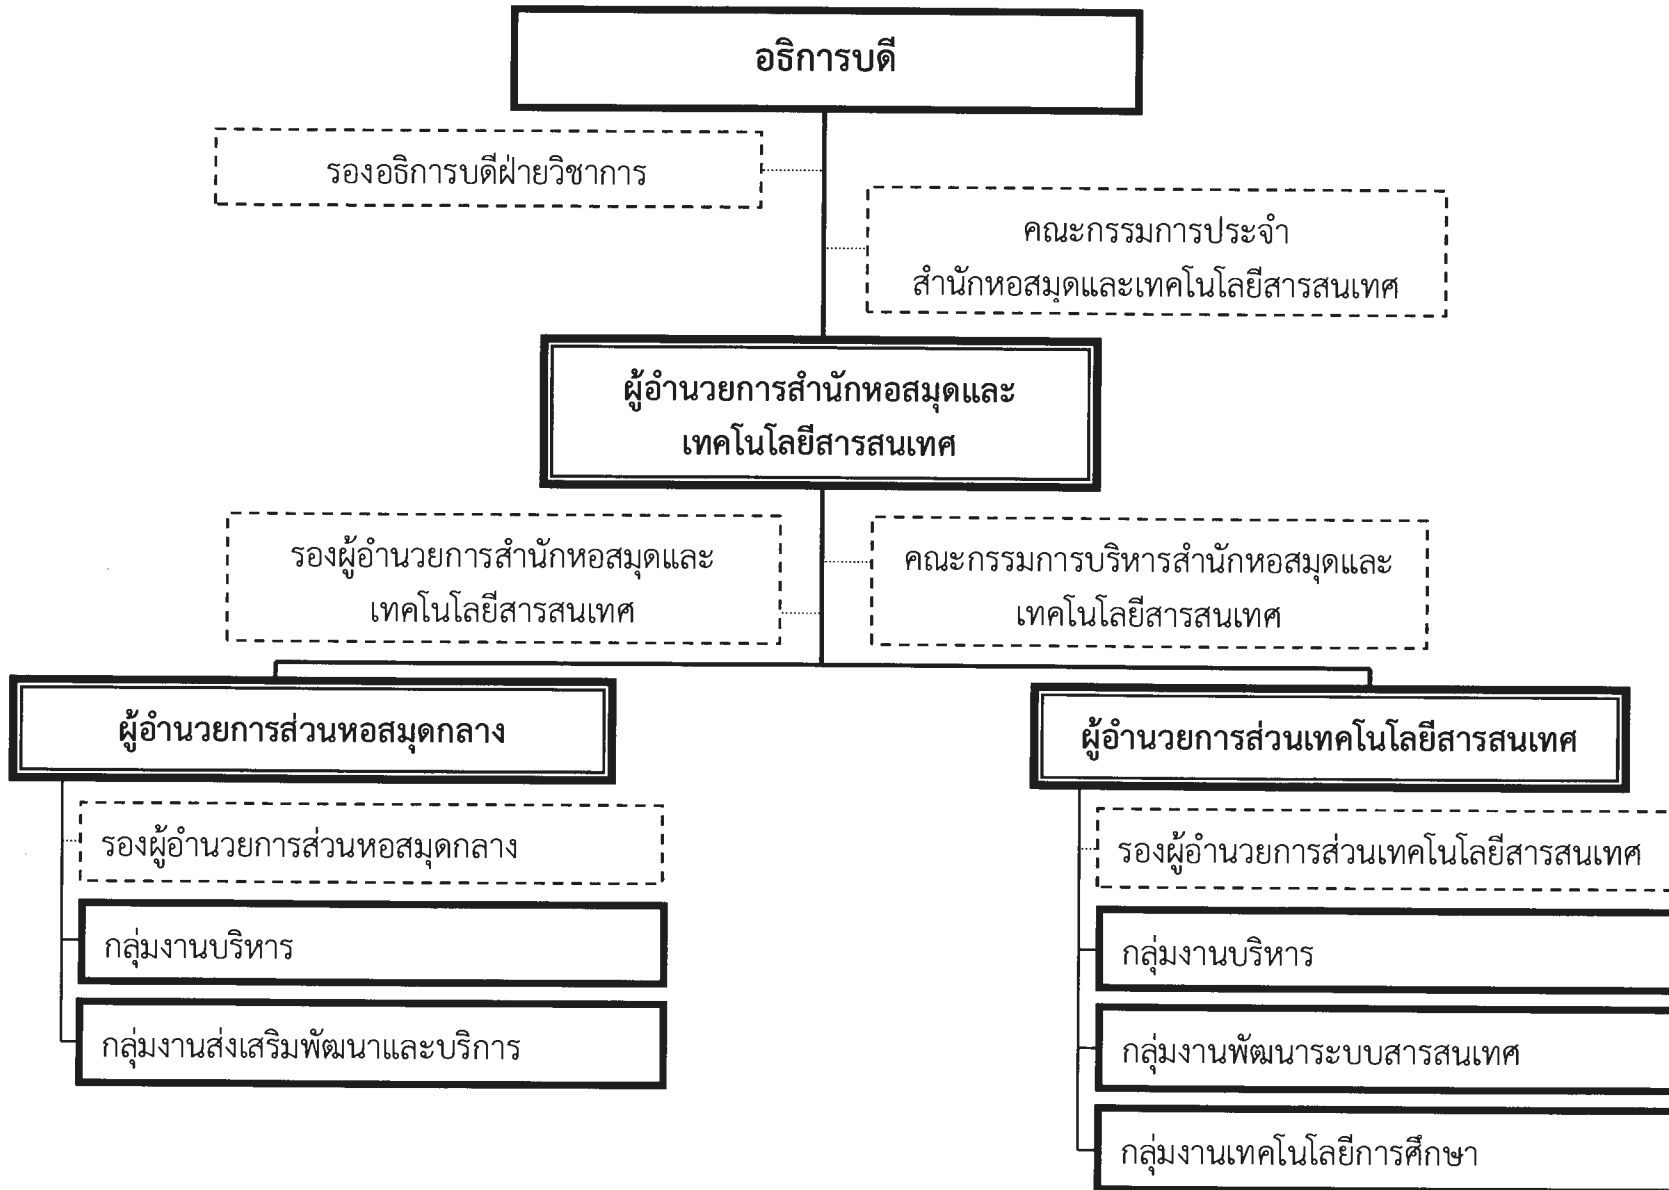 อธิการบดี
รองอธิการบดีฝ่ายวิชาการ
คณะกรรมการประจำ
สำนักหอสมุดและเทคโนโลยีสารสนเทศ
ผู้อำนวยการสำนักหอสมุดและ
เทคโนโลยีสารสนเทศ
รองผู้อำนวยการสำนักหอสมุดและ
เทคโนโลยีสารสนเทศ
คณะกรรมการบริหารสำนักหอสมุดและ
เทคโนโลยีสารสนเทศ
ผู้อำนวยการส่วนหอสมุดกลาง
รองผู้อำนวยการส่วนหอสมุดกลาง
กลุ่มงานบริหาร
กลุ่มงานส่งเสริมพัฒนาและบริการ
ผู้อำนวยการส่วนเทคโนโลยีสารสนเทศ
รองผู้อำนวยการส่วนเทคโนโลยีสารสนเทศ
กลุ่มงานบริหาร
กลุ่มงานพัฒนาระบบสารสนเทศ
กลุ่มงานเทคโนโลยีการศึกษา